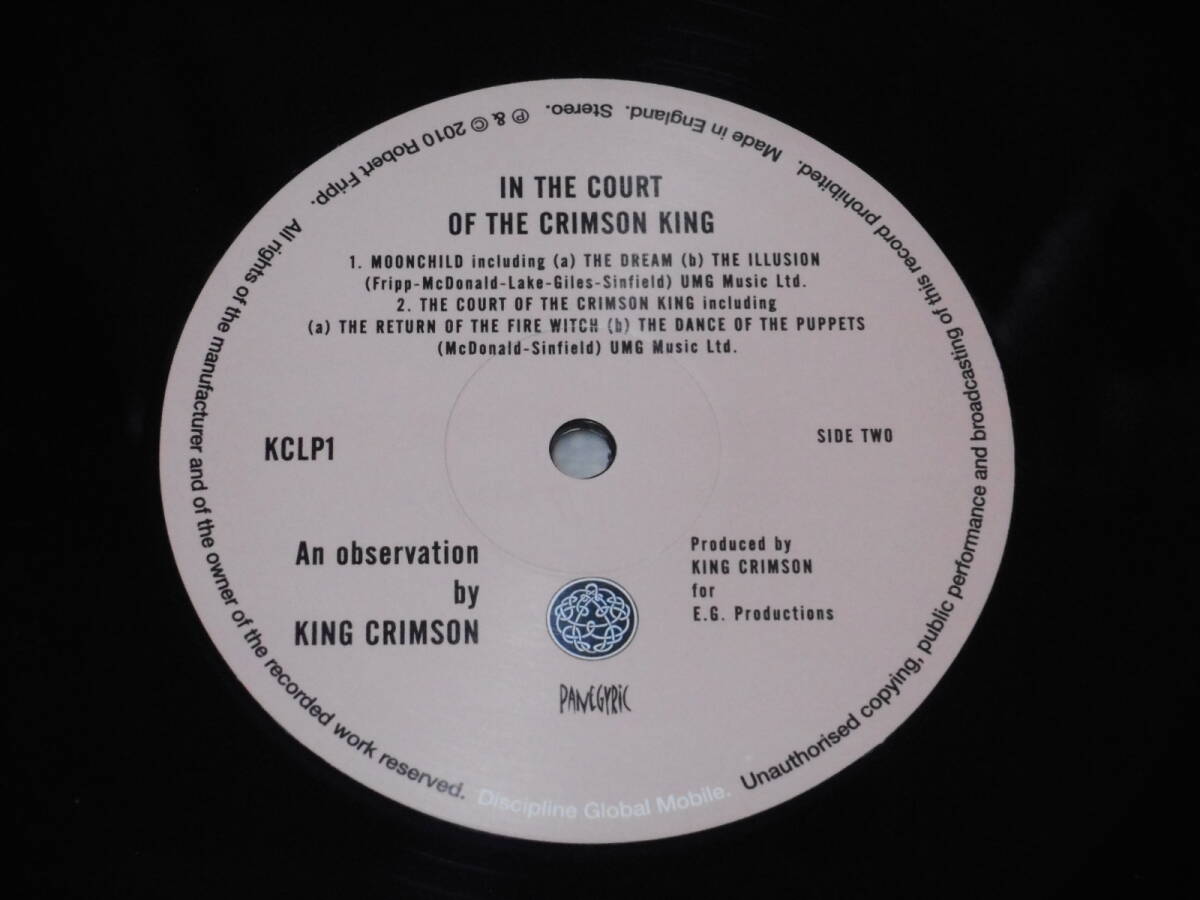 IN THE COURT
OF THE CRIMSON KING
1. MOONCHILD including (a) THE DREAM (b) THE ILLUSION
(Fripp-McDonald-Lake-Giles-Sinfield) UMG Music Ltd.
2. THE COURT OF THE CRIMSON KING including
(a) THE RETURN OF THE FIRE WITCH (b) THE DANCE OF THE PUPPETS
(McDonald-Sinfield) UMG Music Ltd.
KCLP1
SIDE TWO
An observation
by
KING CRIMSON
Produced by
KING CRIMSON
for
E.G. Productions
PANEGYRIC
℗ & © 2010 Robert Fripp. All rights of the manufacturer and of the owner of the recorded work reserved. Discipline Global Mobile. Unauthorised copying, public performance and broadcasting of this record prohibited. Made in England. Stereo.